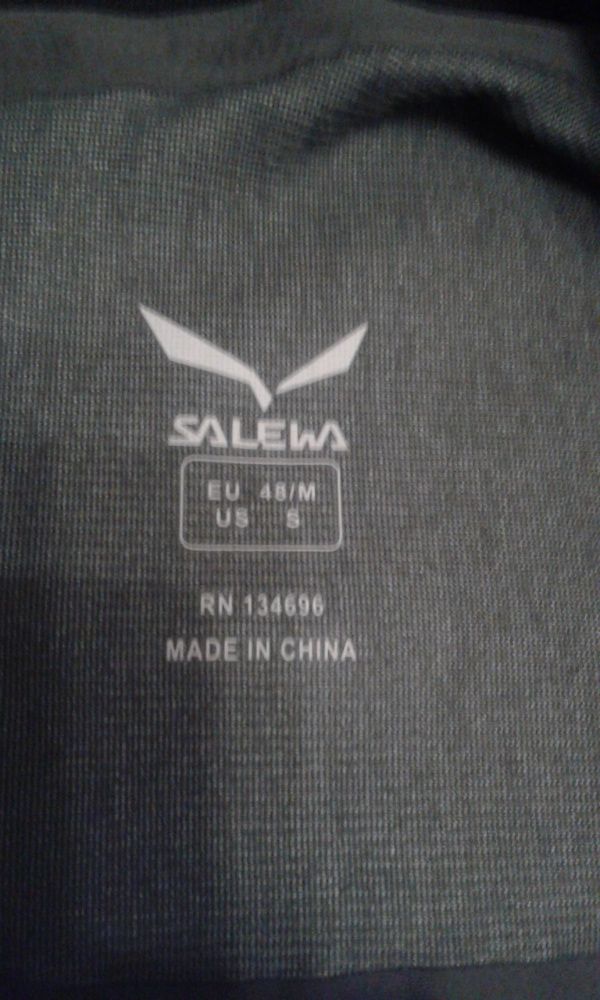 SALEWA
EU 48/M
US S
RN 134696
MADE IN CHINA